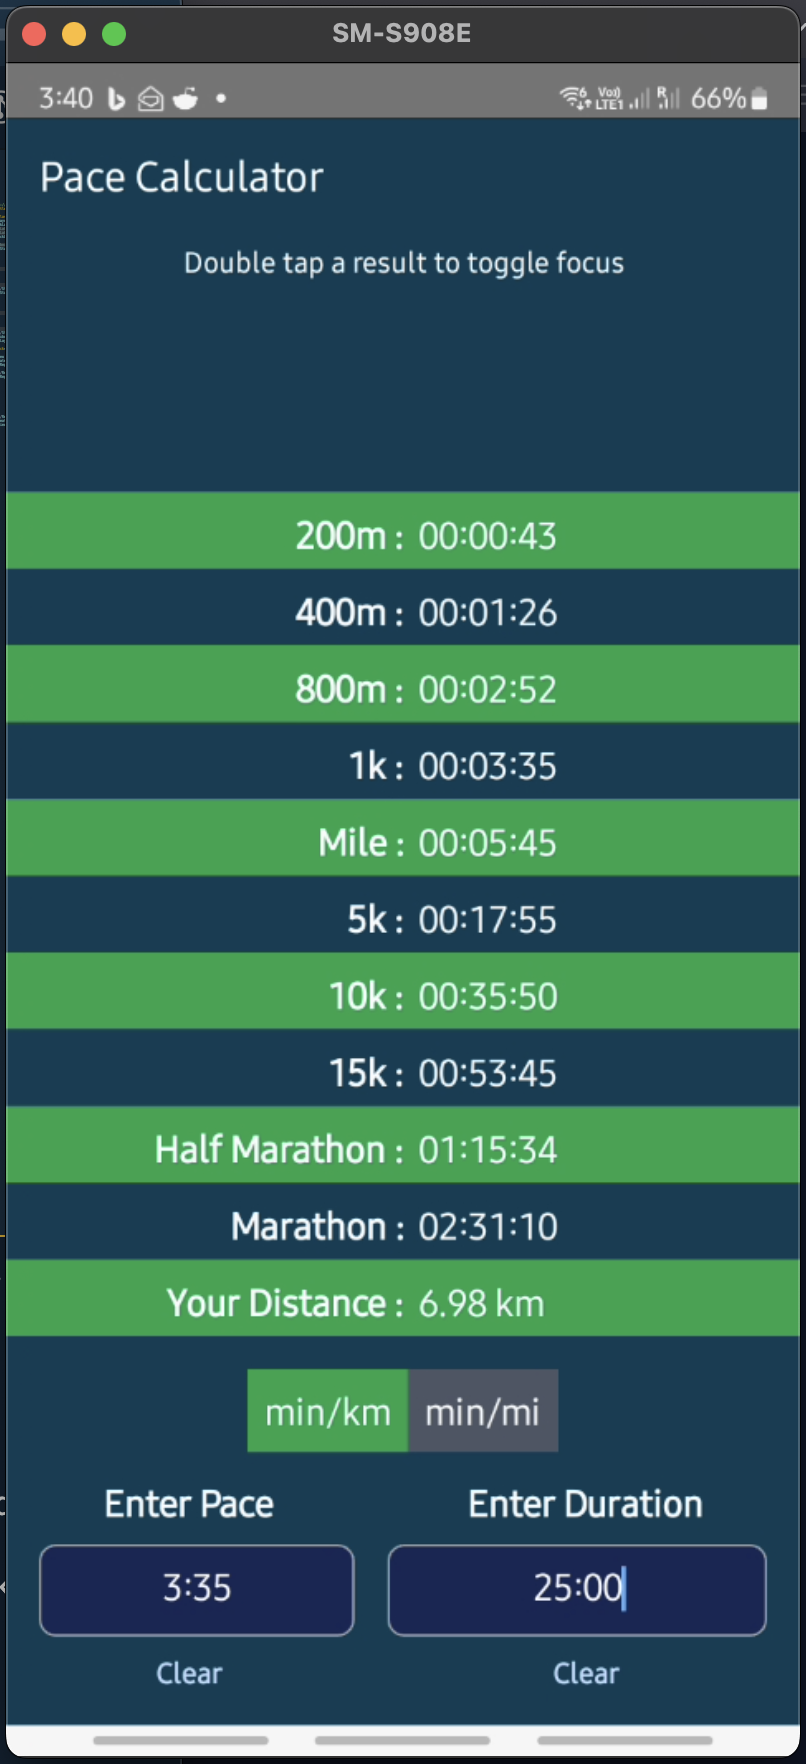 SM-S908E
3:40 66%
Pace Calculator
Double tap a result to toggle focus
200m : 00:00:43
400m : 00:01:26
800m : 00:02:52
1k : 00:03:35
Mile : 00:05:45
5k : 00:17:55
10k : 00:35:50
15k : 00:53:45
Half Marathon : 01:15:34
Marathon : 02:31:10
Your Distance : 6.98 km
min/km min/mi
Enter Pace Enter Duration
3:35 25:00
Clear Clear